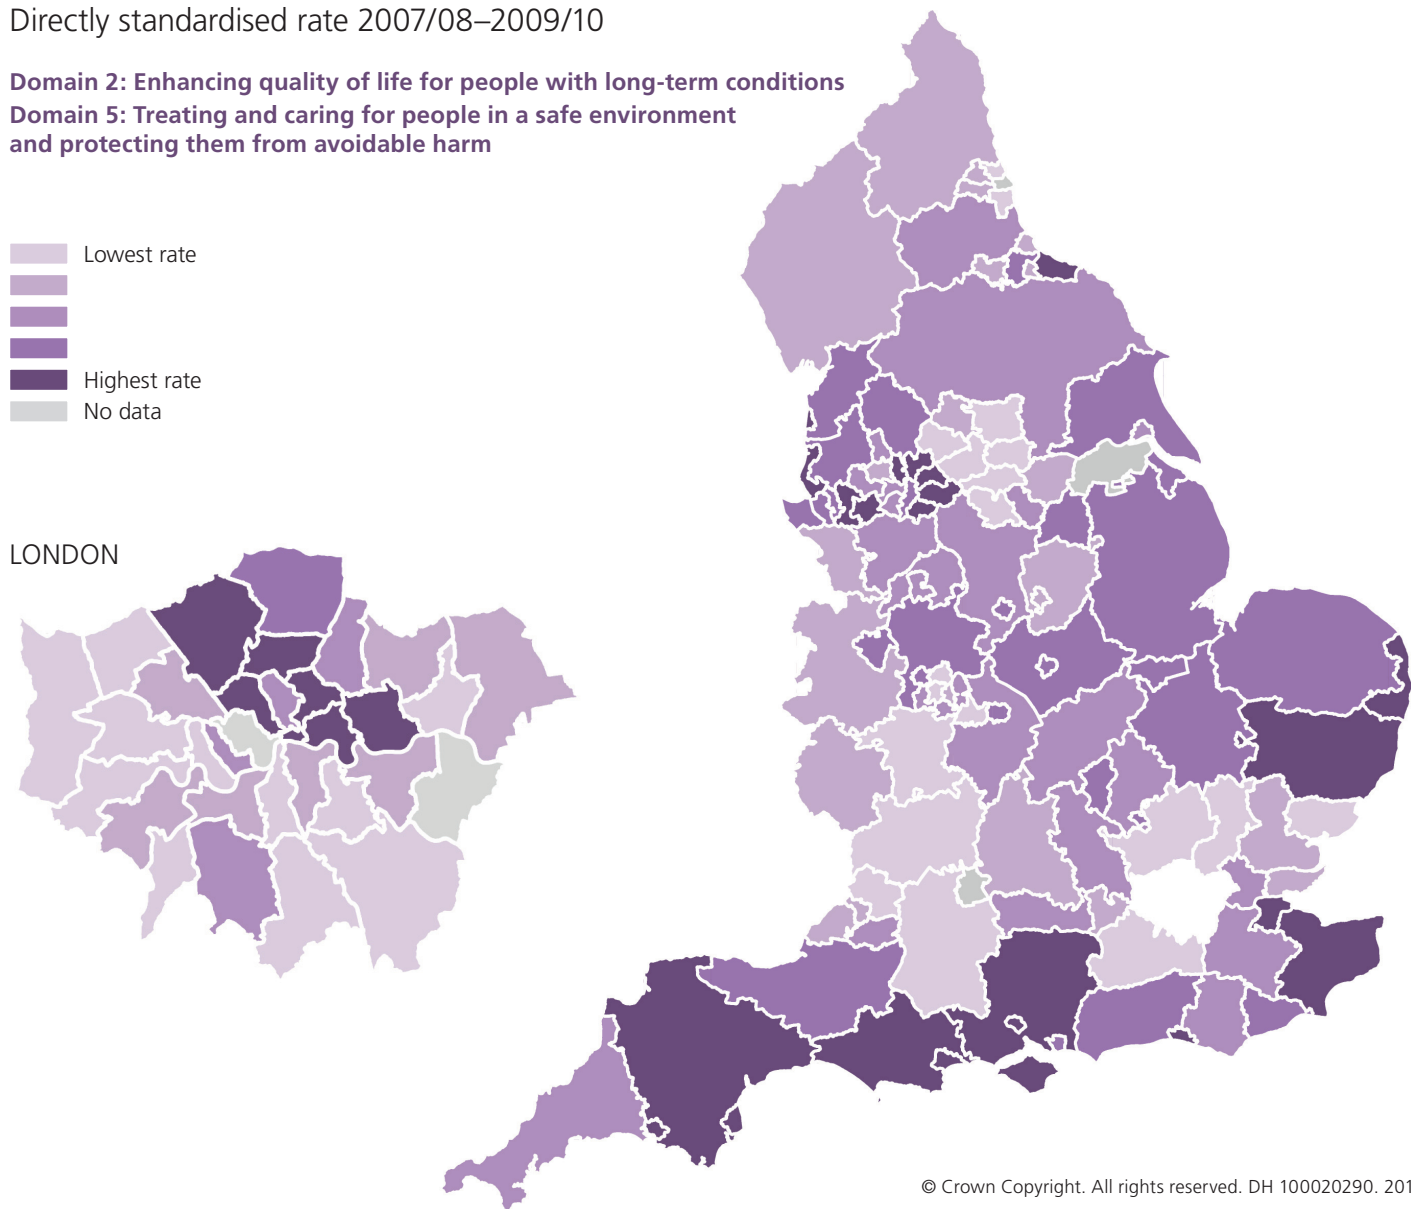 Directly standardised rate 2007/08–2009/10
Domain 2: Enhancing quality of life for people with long-term conditions
Domain 5: Treating and caring for people in a safe environment
and protecting them from avoidable harm
Lowest rate
Highest rate
No data
LONDON
© Crown Copyright. All rights reserved. DH 100020290. 201